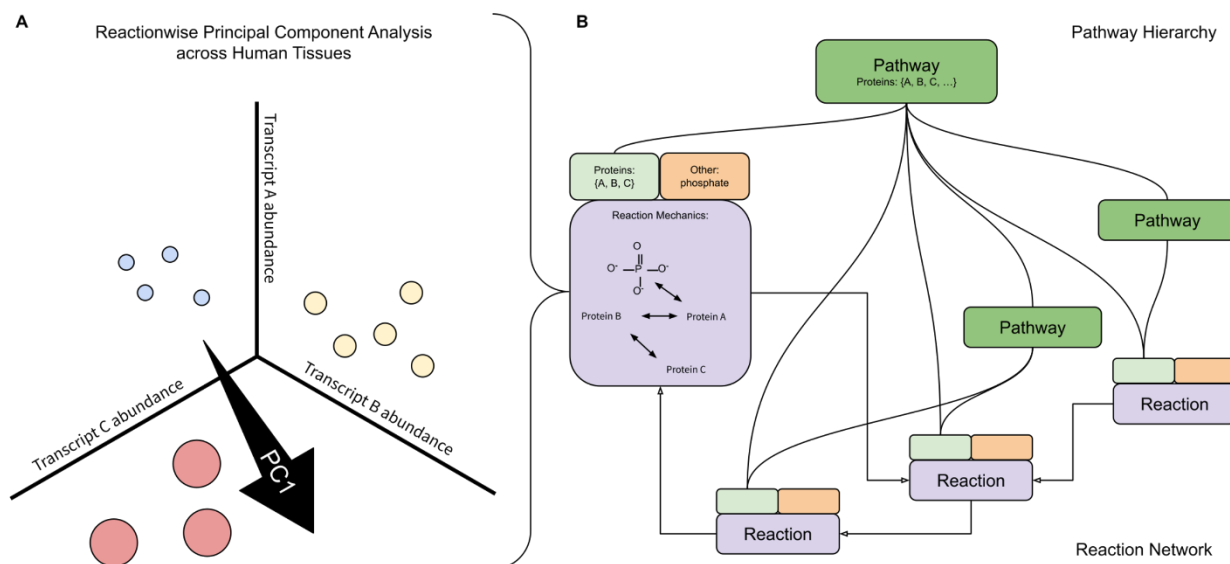 A
Reactionwise Principal Component Analysis
across Human Tissues
Transcript A abundance
Transcript C abundance
Transcript B abundance
PC1
B
Pathway Hierarchy
Pathway
Proteins: {A, B, C, ...}
Proteins:
{A, B, C}
Other:
phosphate
Reaction Mechanics:
O
O⁻
P
O⁻
O⁻
Protein B
Protein A
Protein C
Pathway
Pathway
Reaction
Reaction
Reaction
Reaction Network